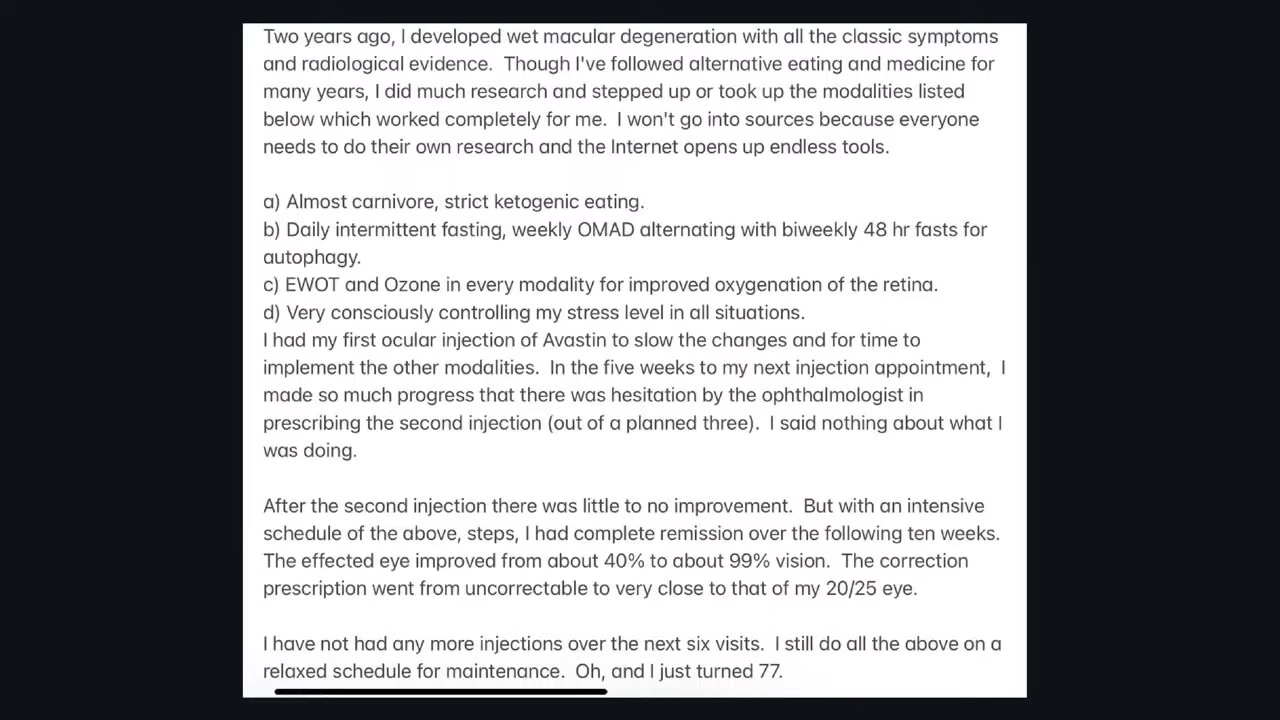 Two years ago, I developed wet macular degeneration with all the classic symptoms
and radiological evidence.  Though I've followed alternative eating and medicine for
many years, I did much research and stepped up or took up the modalities listed
below which worked completely for me.  I won't go into sources because everyone
needs to do their own research and the Internet opens up endless tools.

a) Almost carnivore, strict ketogenic eating.
b) Daily intermittent fasting, weekly OMAD alternating with biweekly 48 hr fasts for
autophagy.
c) EWOT and Ozone in every modality for improved oxygenation of the retina.
d) Very consciously controlling my stress level in all situations.
I had my first ocular injection of Avastin to slow the changes and for time to
implement the other modalities.  In the five weeks to my next injection appointment,  I
made so much progress that there was hesitation by the ophthalmologist in
prescribing the second injection (out of a planned three).  I said nothing about what I
was doing.

After the second injection there was little to no improvement.  But with an intensive
schedule of the above, steps, I had complete remission over the following ten weeks.
The effected eye improved from about 40% to about 99% vision.  The correction
prescription went from uncorrectable to very close to that of my 20/25 eye.

I have not had any more injections over the next six visits.  I still do all the above on a
relaxed schedule for maintenance.  Oh, and I just turned 77.